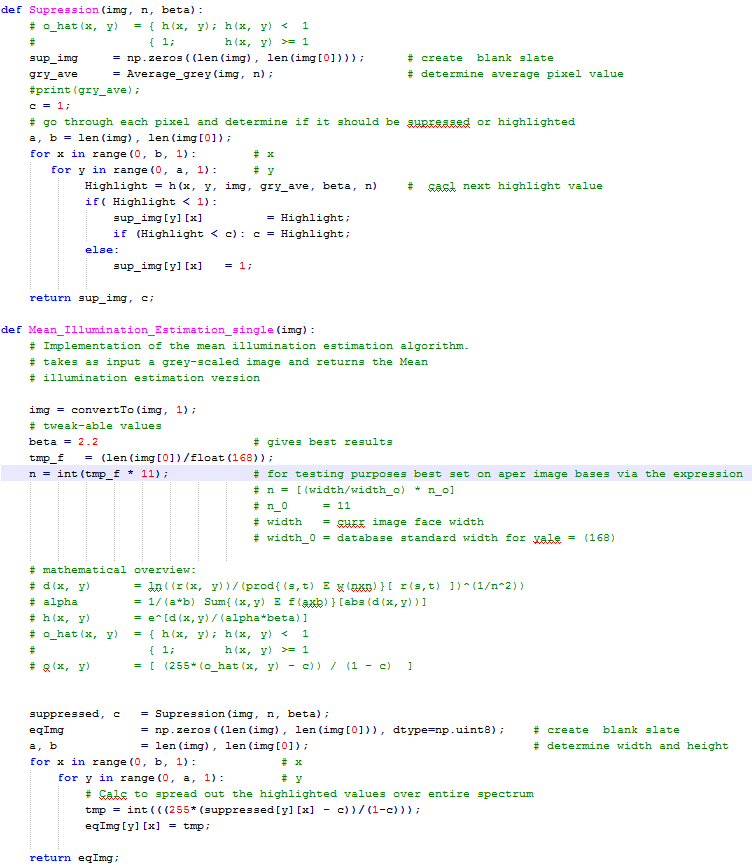 def Supression(img, n, beta):
# o_hat(x, y)  = { h(x, y); h(x, y) <  1
#                { 1;       h(x, y) >= 1
sup_img     = np.zeros((len(img), len(img[0])));      # create  blank slate
gry_ave     = Average_grey(img, n);                   # determine average pixel value
#print(gry_ave);
c = 1;
# go through each pixel and determine if it should be supressed or highlighted
a, b = len(img), len(img[0]);
for x in range(0, b, 1):        # x
for y in range(0, a, 1):     # y
Highlight = h(x, y, img, gry_ave, beta, n)    #  cacl next highlight value
if( Highlight < 1):
sup_img[y][x]         = Highlight;
if (Highlight < c): c = Highlight;
else:
sup_img[y][x]   = 1;
return sup_img, c;
def Mean_Illumination_Estimation_single(img):
# Implementation of the mean illumination estimation algorithm.
# takes as input a grey-scaled image and returns the Mean
# illumination estimation version
img = convertTo(img, 1);
# tweak-able values
beta = 2.2                      # gives best results
tmp_f   = (len(img[0])/float(168));
n = int(tmp_f * 11);            # for testing purposes best set on aper image bases via the expression
# n = [(width/width_o) * n_o]
# n_0     = 11
# width   = curr image face width
# width_0 = database standard width for yale = (168)
# mathematical overview:
# d(x, y)      = ln((r(x, y))/(prod{(s,t) E w(nxn)}[ r(s,t) ])^(1/n^2))
# alpha        = 1/(a*b) Sum{(x,y) E f(axb)}[abs(d(x,y))]
# h(x, y)      = e^[d(x,y)/(alpha*beta)]
# o_hat(x, y)  = { h(x, y); h(x, y) <  1
#                { 1;       h(x, y) >= 1
# g(x, y)      = [ (255*(o_hat(x, y) - c)) / (1 - c)  ]
suppressed, c   = Supression(img, n, beta);
eqImg           = np.zeros((len(img), len(img[0])), dtype=np.uint8);    # create  blank slate
a, b            = len(img), len(img[0]);                                # determine width and height
for x in range(0, b, 1):            # x
for y in range(0, a, 1):        # y
# Calc to spread out the highlighted values over entire spectrum
tmp = int(((255*(suppressed[y][x] - c))/(1-c)));
eqImg[y][x] = tmp;
return eqImg;